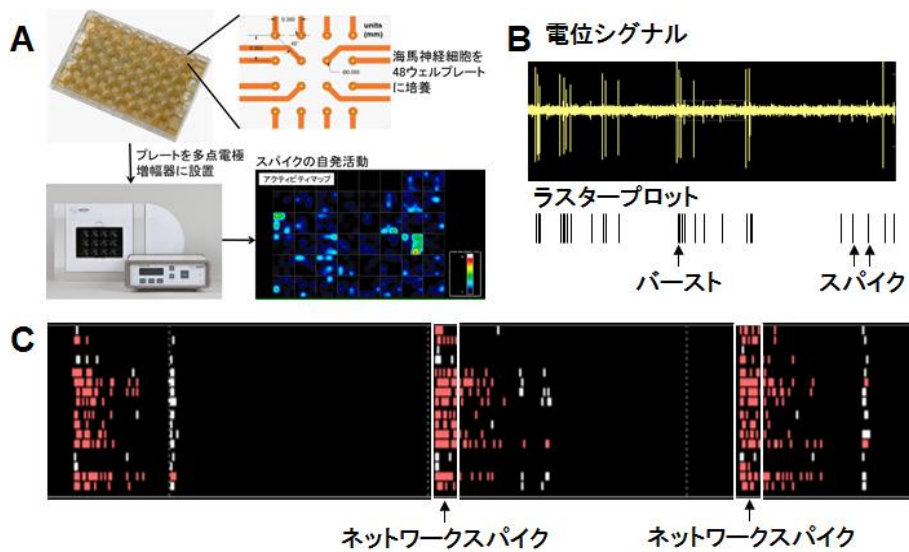 A
units
(mm)
0.300
45°
海馬神経細胞を
48ウェルプレート
に培養
プレートを多点電極
増幅器に設置
スパイクの自発活動
アクティビティマップ
B 電位シグナル
ラスタープロット
バースト
スパイク
C
ネットワークスパイク
ネットワークスパイク